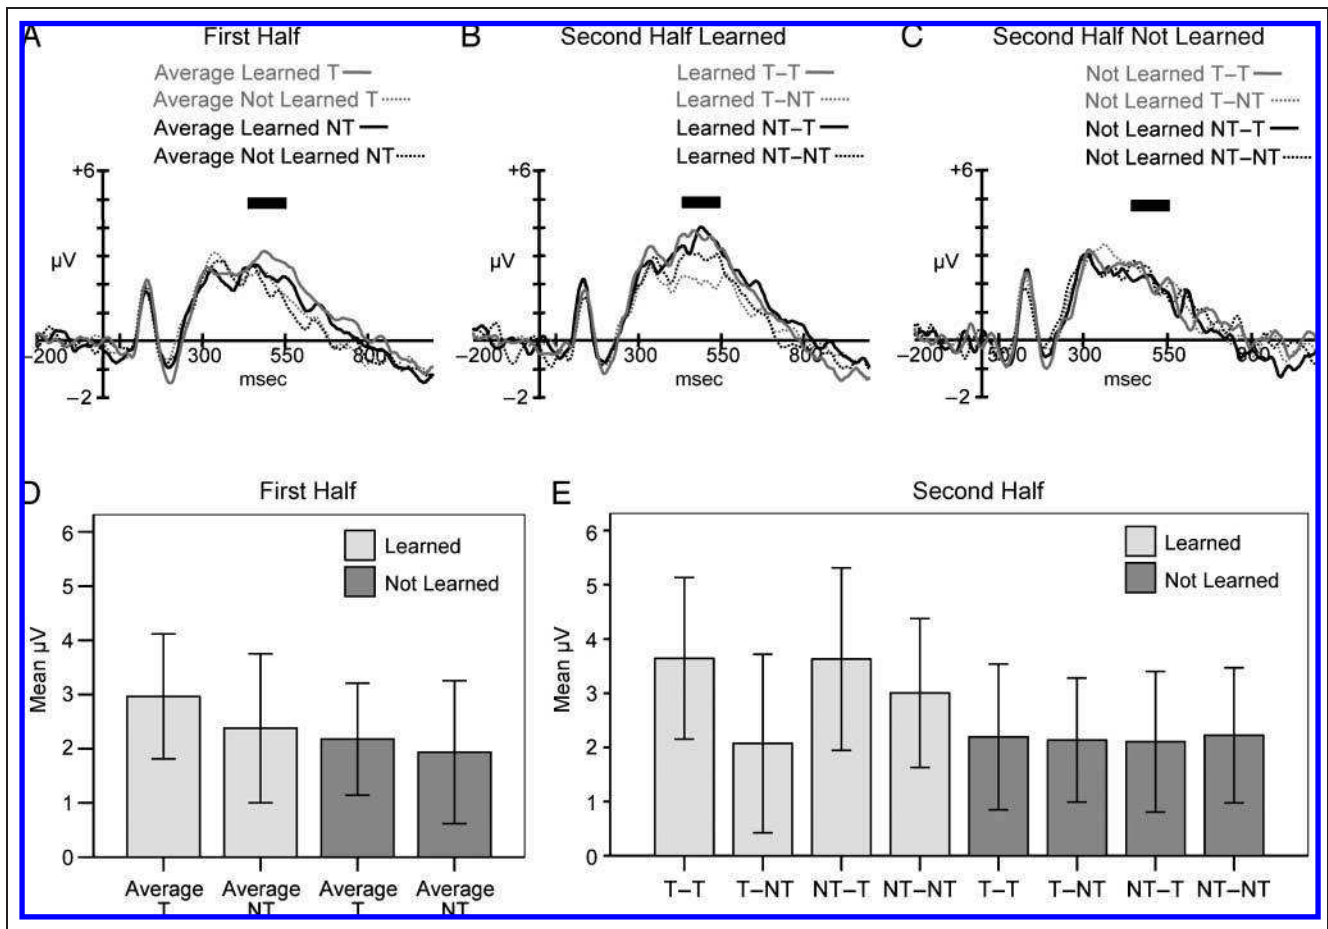 A First Half
Average Learned T
Average Not Learned T
Average Learned NT
Average Not Learned NT
+6
µV
–200 300 550 800
msec
–2
B Second Half Learned
Learned T–T
Learned T–NT
Learned NT–T
Learned NT–NT
+6
µV
–200 300 550 800
msec
–2
C Second Half Not Learned
Not Learned T–T
Not Learned T–NT
Not Learned NT–T
Not Learned NT–NT
+6
µV
–200 300 550 800
msec
–2
D First Half
Learned
Not Learned
Mean µV
6
5
4
3
2
1
0
Average T
Average NT
Average T
Average NT
E Second Half
Learned
Not Learned
Mean µV
6
5
4
3
2
1
0
T–T T–NT NT–T NT–NT T–T T–NT NT–T NT–NT